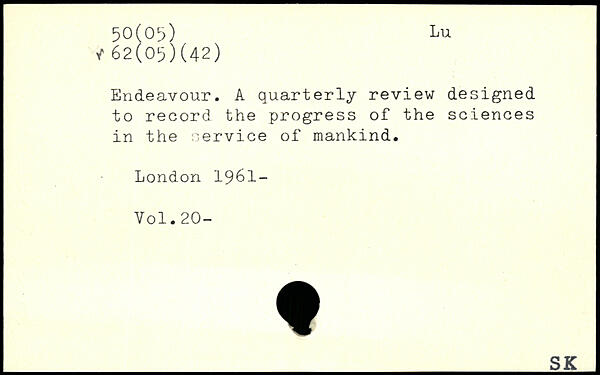 50(05) Lu
62(05)(42)
Endeavour. A quarterly review designed
to record the progress of the sciences
in the service of mankind.
London 1961-
Vol.20-
SK